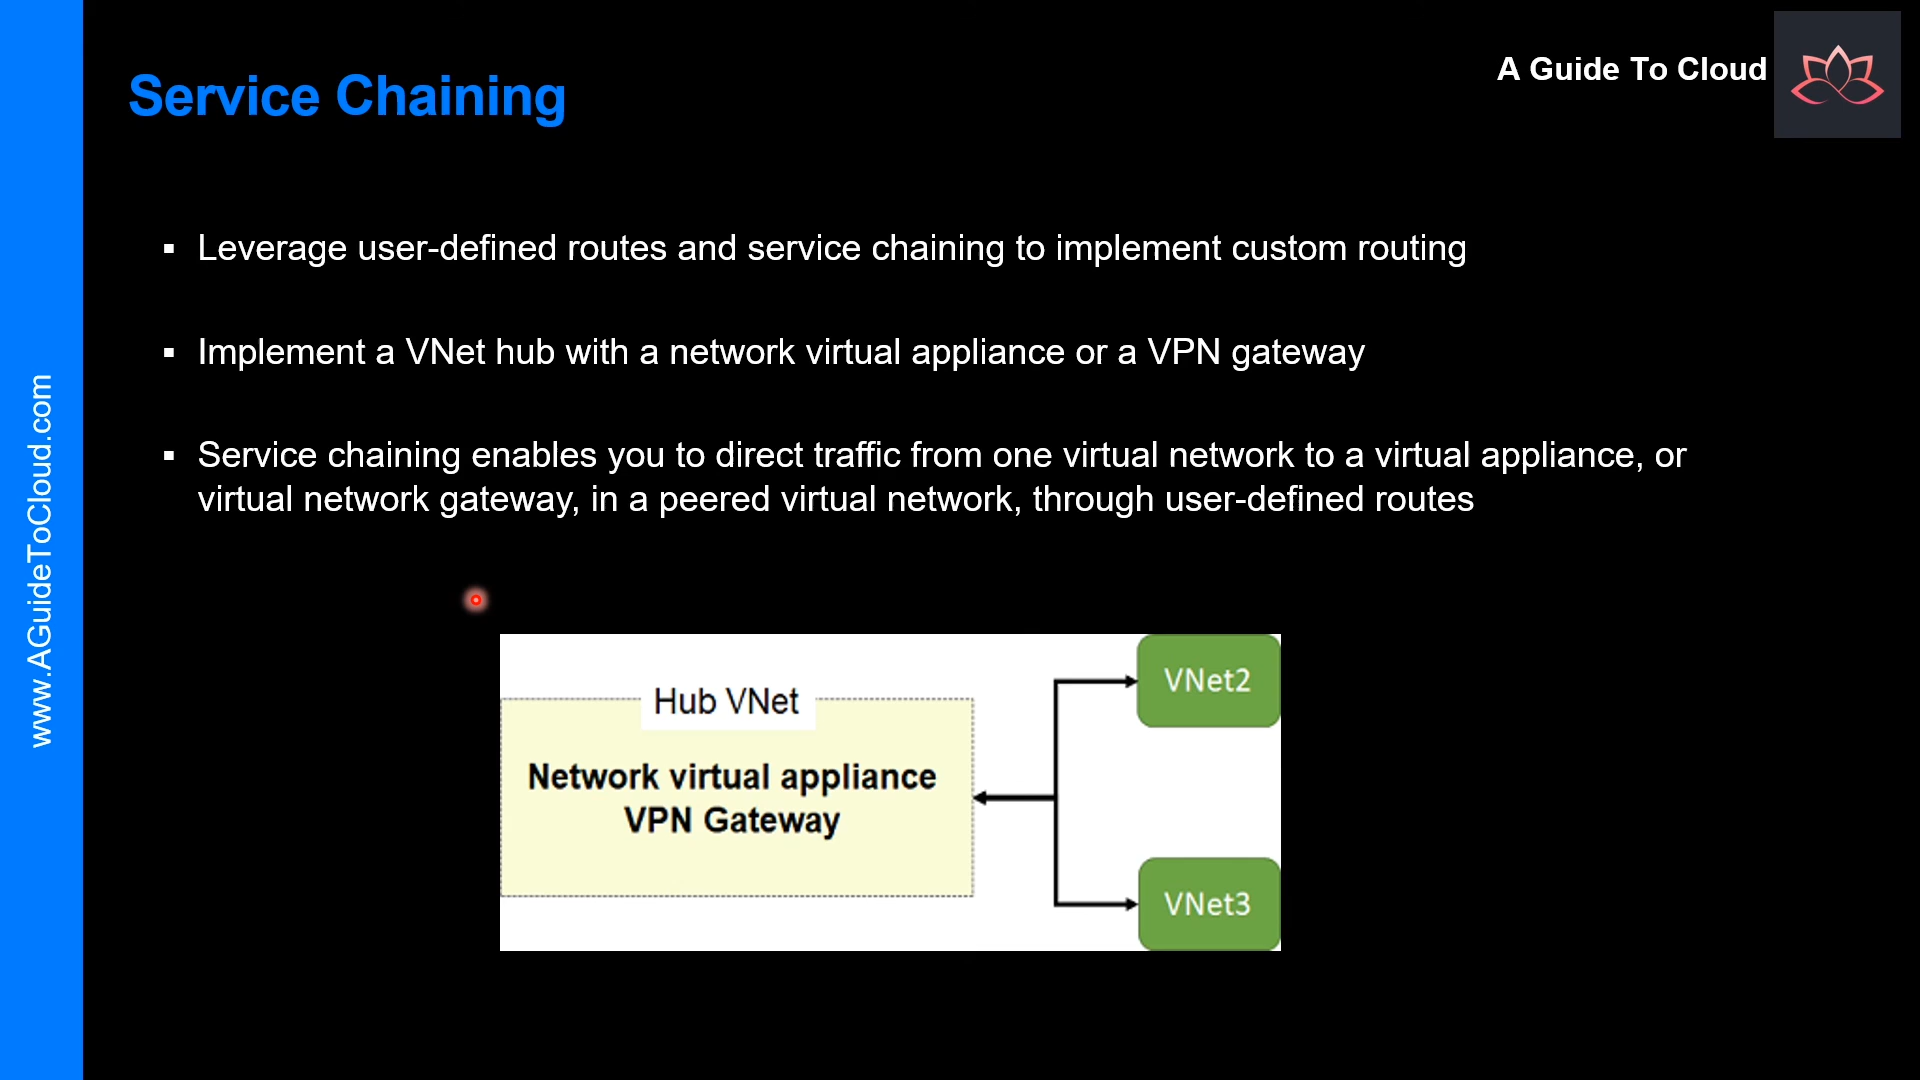 A Guide To Cloud
Service Chaining
▪ Leverage user-defined routes and service chaining to implement custom routing
▪ Implement a VNet hub with a network virtual appliance or a VPN gateway
▪ Service chaining enables you to direct traffic from one virtual network to a virtual appliance, or
virtual network gateway, in a peered virtual network, through user-defined routes
www.AGuideToCloud.com
Hub VNet
Network virtual appliance
VPN Gateway
VNet2
VNet3